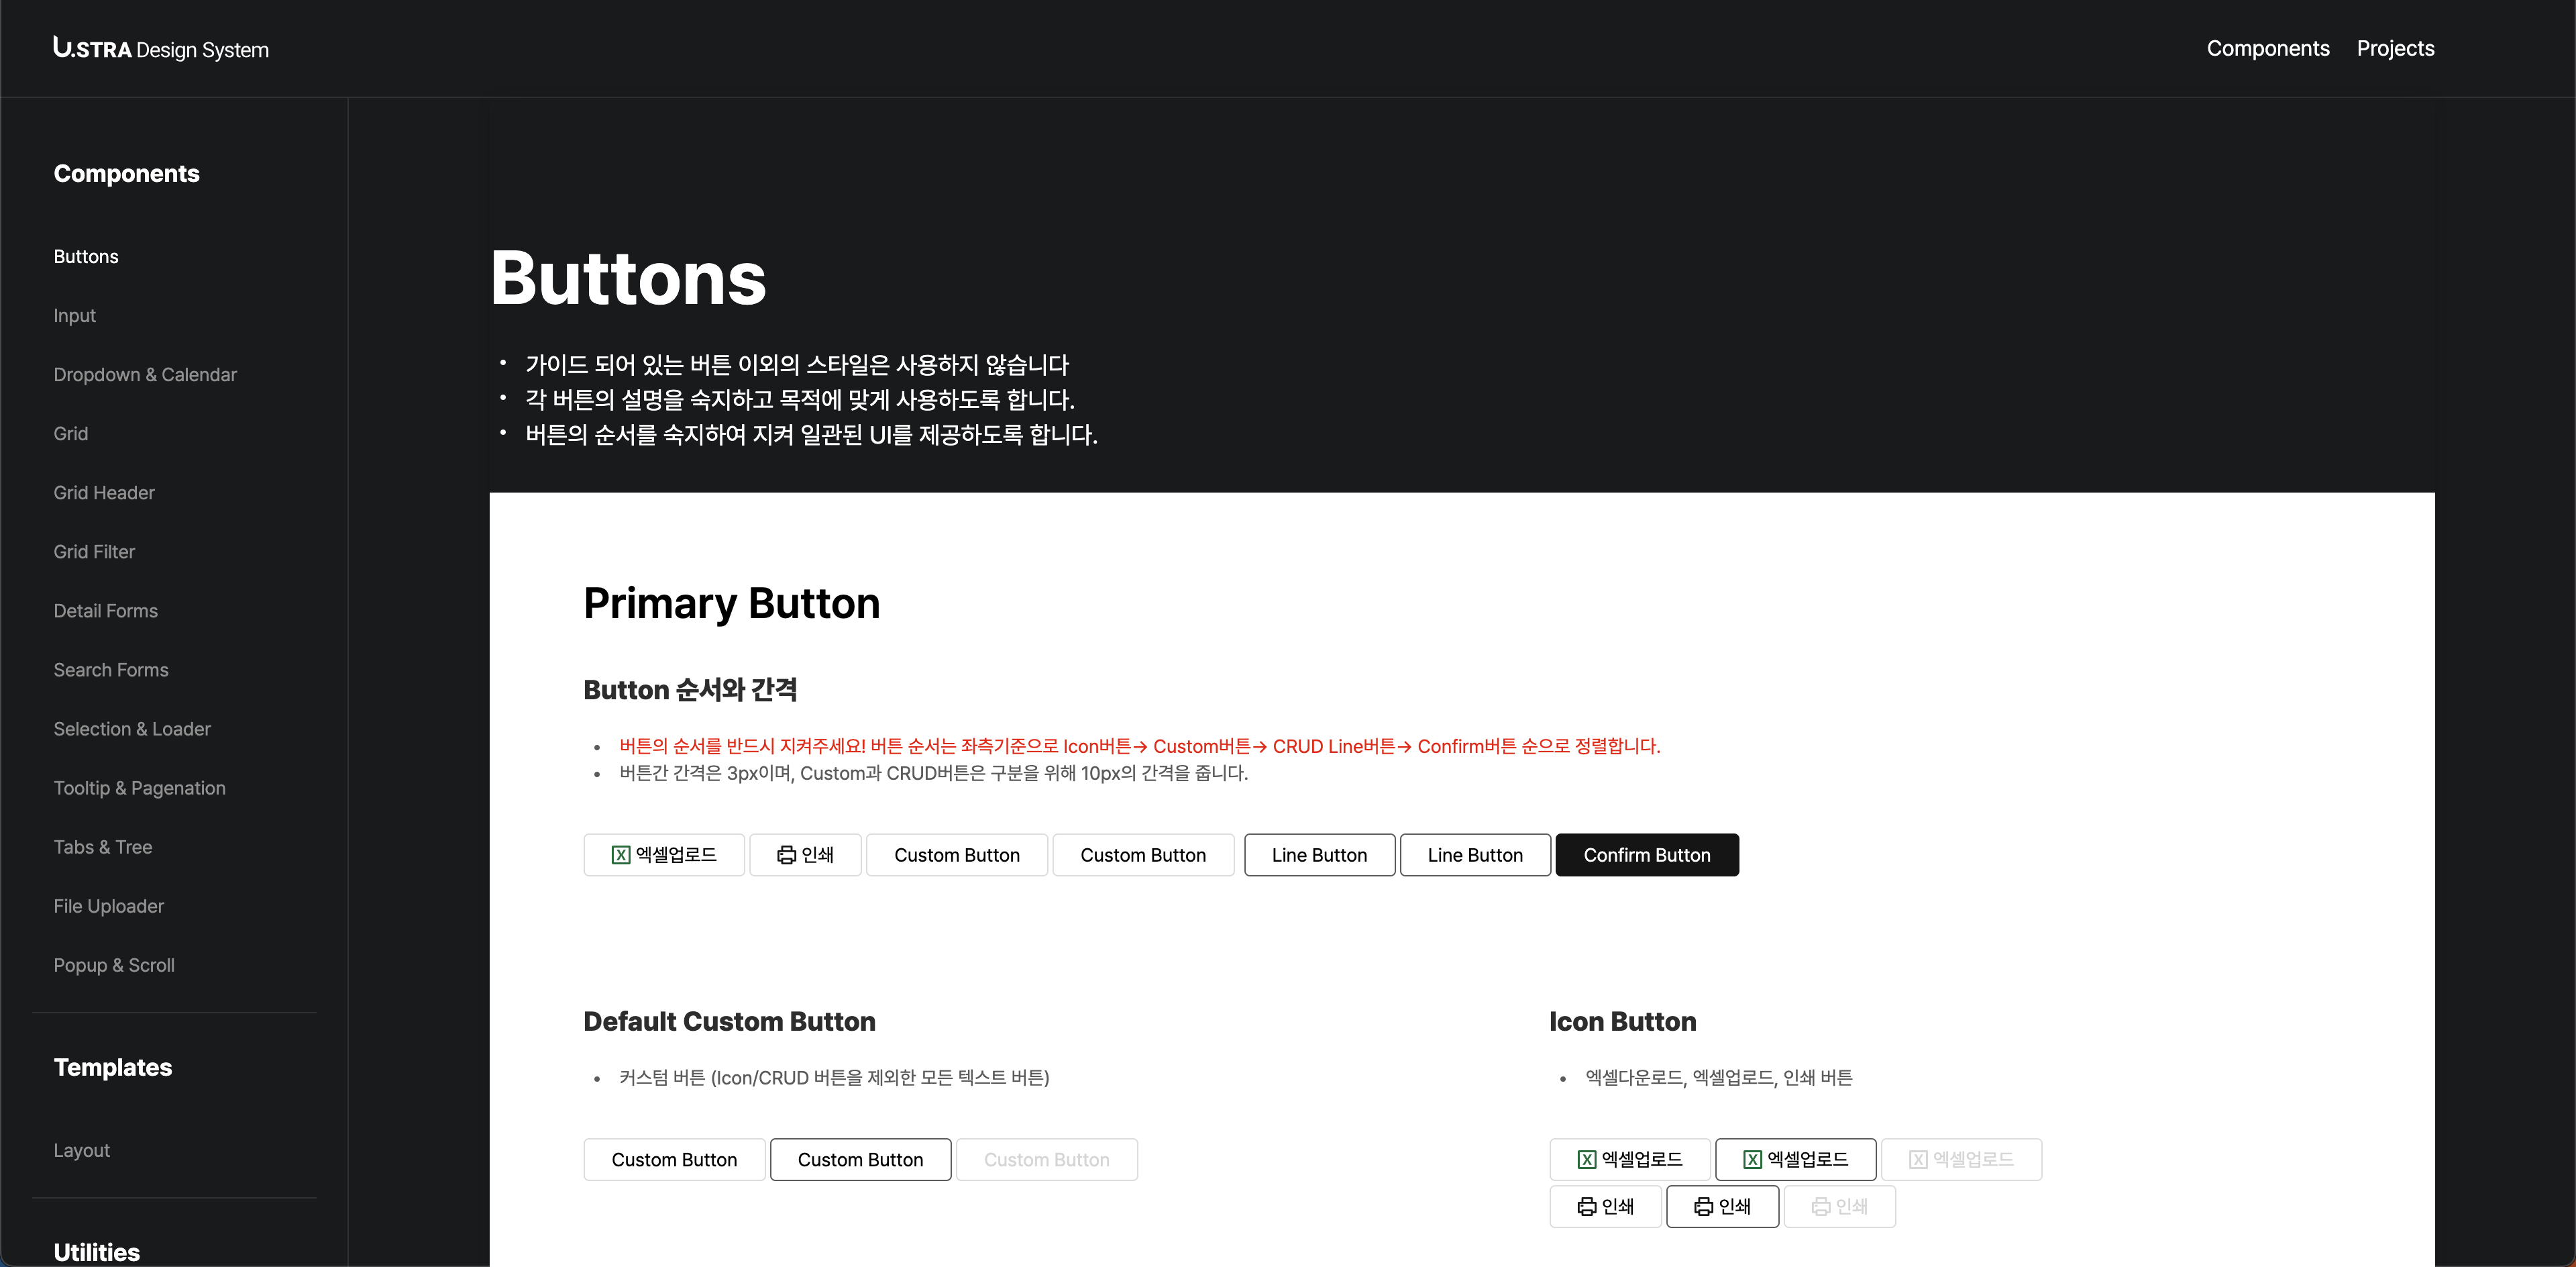 U.STRA Design System
Components Projects
Components
Buttons
Input
Dropdown & Calendar
Grid
Grid Header
Grid Filter
Detail Forms
Search Forms
Selection & Loader
Tooltip & Pagenation
Tabs & Tree
File Uploader
Popup & Scroll
Templates
Layout
Utilities
Buttons
• 가이드 되어 있는 버튼 이외의 스타일은 사용하지 않습니다
• 각 버튼의 설명을 숙지하고 목적에 맞게 사용하도록 합니다.
• 버튼의 순서를 숙지하여 지켜 일관된 UI를 제공하도록 합니다.
Primary Button
Button 순서와 간격
• 버튼의 순서를 반드시 지켜주세요! 버튼 순서는 좌측기준으로 Icon버튼→ Custom버튼→ CRUD Line버튼→ Confirm버튼 순으로 정렬합니다.
• 버튼간 간격은 3px이며, Custom과 CRUD버튼은 구분을 위해 10px의 간격을 줍니다.
엑셀업로드 인쇄 Custom Button Custom Button Line Button Line Button Confirm Button
Default Custom Button
• 커스텀 버튼 (Icon/CRUD 버튼을 제외한 모든 텍스트 버튼)
Custom Button Custom Button Custom Button
Icon Button
• 엑셀다운로드, 엑셀업로드, 인쇄 버튼
엑셀업로드 엑셀업로드 엑셀업로드
인쇄 인쇄 인쇄